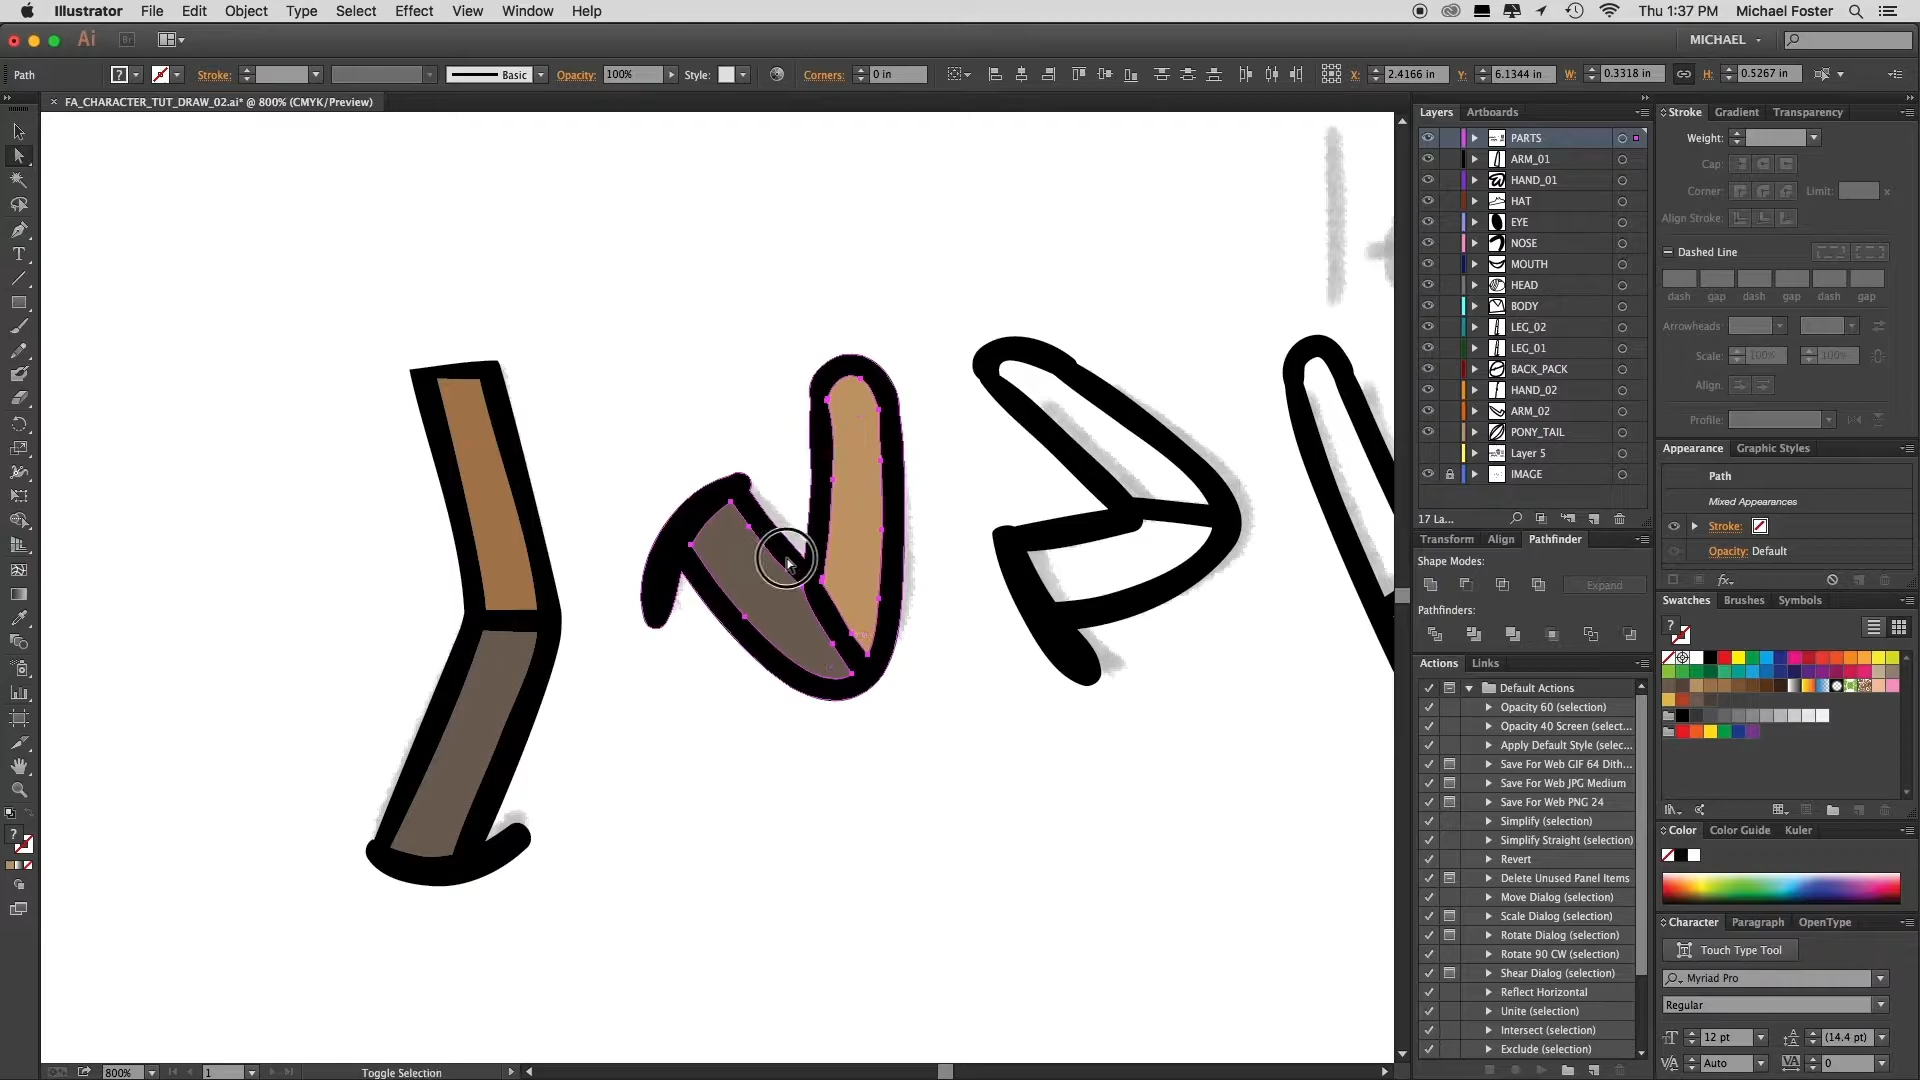 Illustrator File Edit Object Type Select Effect View Window Help Thu 1:37 PM Michael Foster
Ai Br MICHAEL
Path ? Stroke: Basic Opacity: 100% Style: Corners: 0 in X: 2.4166 in Y: 6.1344 in W: 0.3318 in H: 0.5267 in
× FA_CHARACTER_TUT_DRAW_02.ai* @ 800% (CMYK/Preview)
Layers Artboards
PARTS
ARM_01
HAND_01
HAT
EYE
NOSE
MOUTH
HEAD
BODY
LEG_02
LEG_01
BACK_PACK
HAND_02
ARM_02
PONY_TAIL
Layer 5
IMAGE
17 La...
Transform Align Pathfinder
Shape Modes:
Expand
Pathfinders:
Actions Links
Default Actions
Opacity 60 (selection)
Opacity 40 Screen (select...
Apply Default Style (selec...
Save For Web GIF 64 Dith...
Save For Web JPG Medium
Save For Web PNG 24
Simplify (selection)
Simplify Straight (selection)
Revert
Delete Unused Panel Items
Move Dialog (selection)
Scale Dialog (selection)
Rotate Dialog (selection)
Rotate 90 CW (selection)
Shear Dialog (selection)
Reflect Horizontal
Unite (selection)
Intersect (selection)
Exclude (selection)
Stroke Gradient Transparency
Weight:
Cap:
Corner: Limit: x
Align Stroke:
Dashed Line
dash gap dash gap dash gap
Arrowheads:
Scale: 100% 100%
Align:
Profile:
Appearance Graphic Styles
Path
Mixed Appearances
Stroke:
Opacity: Default
fx
Swatches Brushes Symbols
?
Color Color Guide Kuler
Character Paragraph OpenType
Touch Type Tool
Myriad Pro
Regular
12 pt (14.4 pt)
Auto 0
800% 1 Toggle Selection